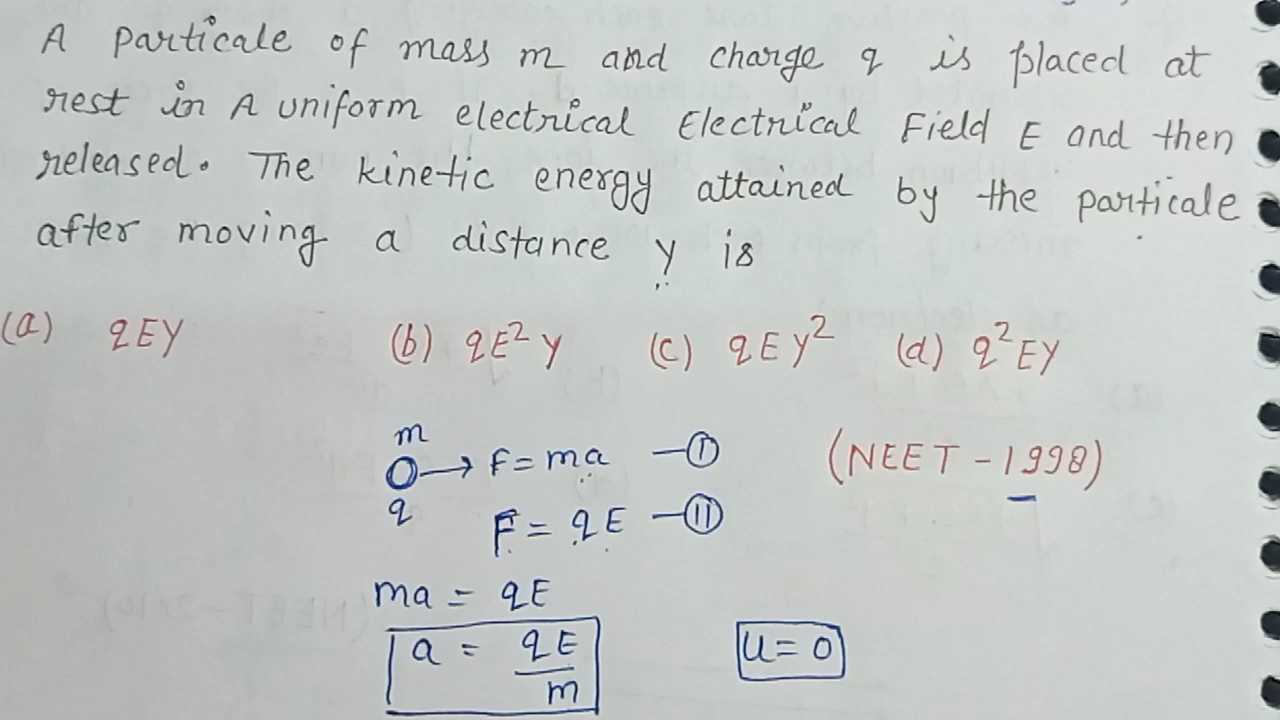 A particale of mass m and charge q is placed at
rest in A uniform electrical Electrical Field E and then
released. The kinetic energy attained by the particale
after moving a distance y is
(a) qEY (b) qE²Y (c) qEY² (d) q²EY
m
F = ma —(I) (NEET - 1998)
q
F = qE —(II)
ma = qE
a = qE/m u = 0